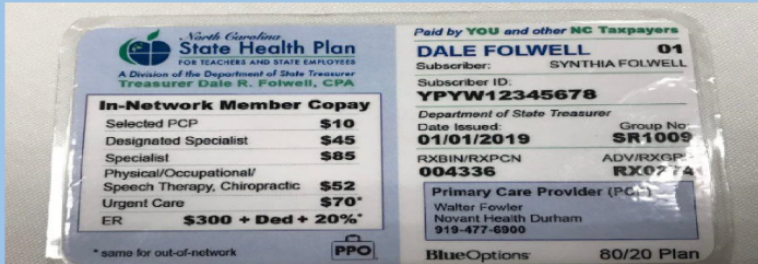 North Carolina
State Health Plan
FOR TEACHERS AND STATE EMPLOYEES
A Division of the Department of State Treasurer
Treasurer Dale R. Folwell, CPA
In-Network Member Copay
Selected PCP $10
Designated Specialist $45
Specialist $85
Physical/Occupational/
Speech Therapy, Chiropractic $52
Urgent Care $70*
ER $300 + Ded + 20%*
* same for out-of-network
PPO
Paid by YOU and other NC Taxpayers
DALE FOLWELL 01
Subscriber: SYNTHIA FOLWELL
Subscriber ID:
YPYW12345678
Department of State Treasurer
Date Issued: Group No
01/01/2019 SR1009
RXBIN/RXPCN ADV/RXGRP
004336
Primary Care Provider
Walter Fowler
Novant Health Durham
919-477-6900
BlueOptions 80/20 Plan